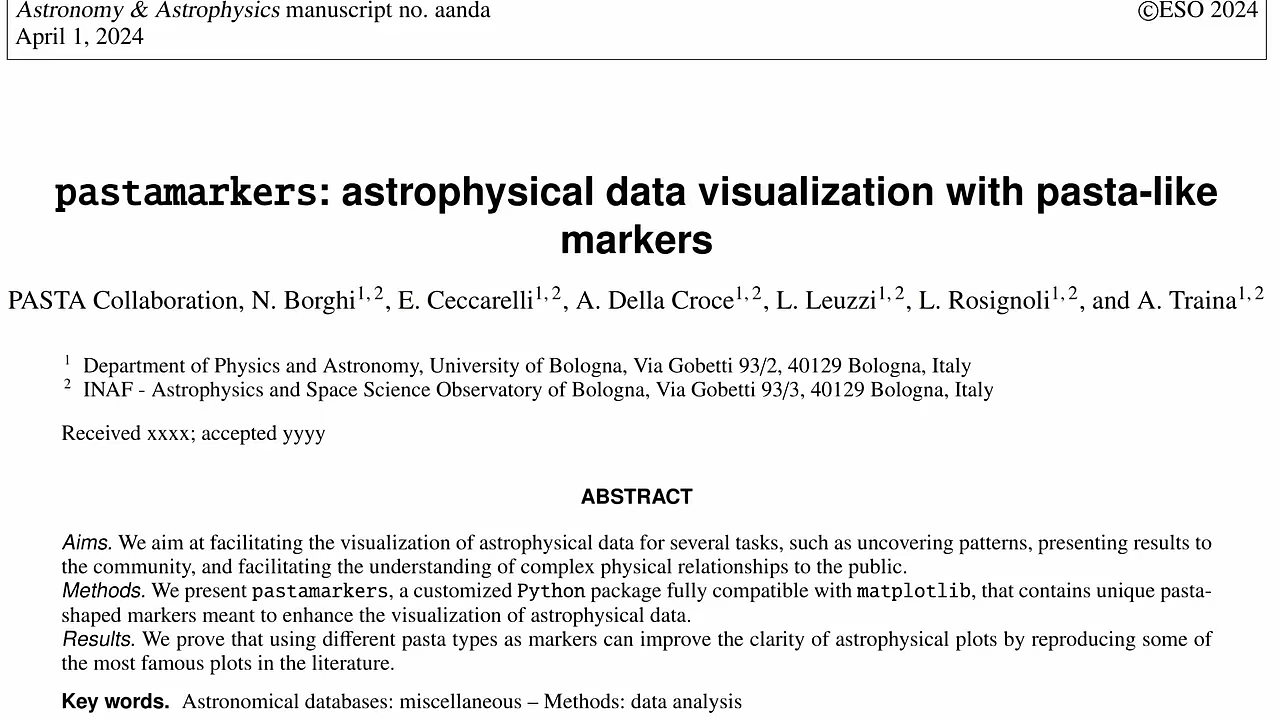 Astronomy & Astrophysics manuscript no. aanda
©ESO 2024
April 1, 2024
pastamarkers: astrophysical data visualization with pasta-like
markers
PASTA Collaboration, N. Borghi1, 2, E. Ceccarelli1, 2, A. Della Croce1, 2, L. Leuzzi1, 2, L. Rosignoli1, 2, and A. Traina1, 2
1 Department of Physics and Astronomy, University of Bologna, Via Gobetti 93/2, 40129 Bologna, Italy
2 INAF - Astrophysics and Space Science Observatory of Bologna, Via Gobetti 93/3, 40129 Bologna, Italy
Received xxxx; accepted yyyy
ABSTRACT
Aims. We aim at facilitating the visualization of astrophysical data for several tasks, such as uncovering patterns, presenting results to
the community, and facilitating the understanding of complex physical relationships to the public.
Methods. We present pastamarkers, a customized Python package fully compatible with matplotlib, that contains unique pasta-
shaped markers meant to enhance the visualization of astrophysical data.
Results. We prove that using different pasta types as markers can improve the clarity of astrophysical plots by reproducing some of
the most famous plots in the literature.
Key words. Astronomical databases: miscellaneous – Methods: data analysis